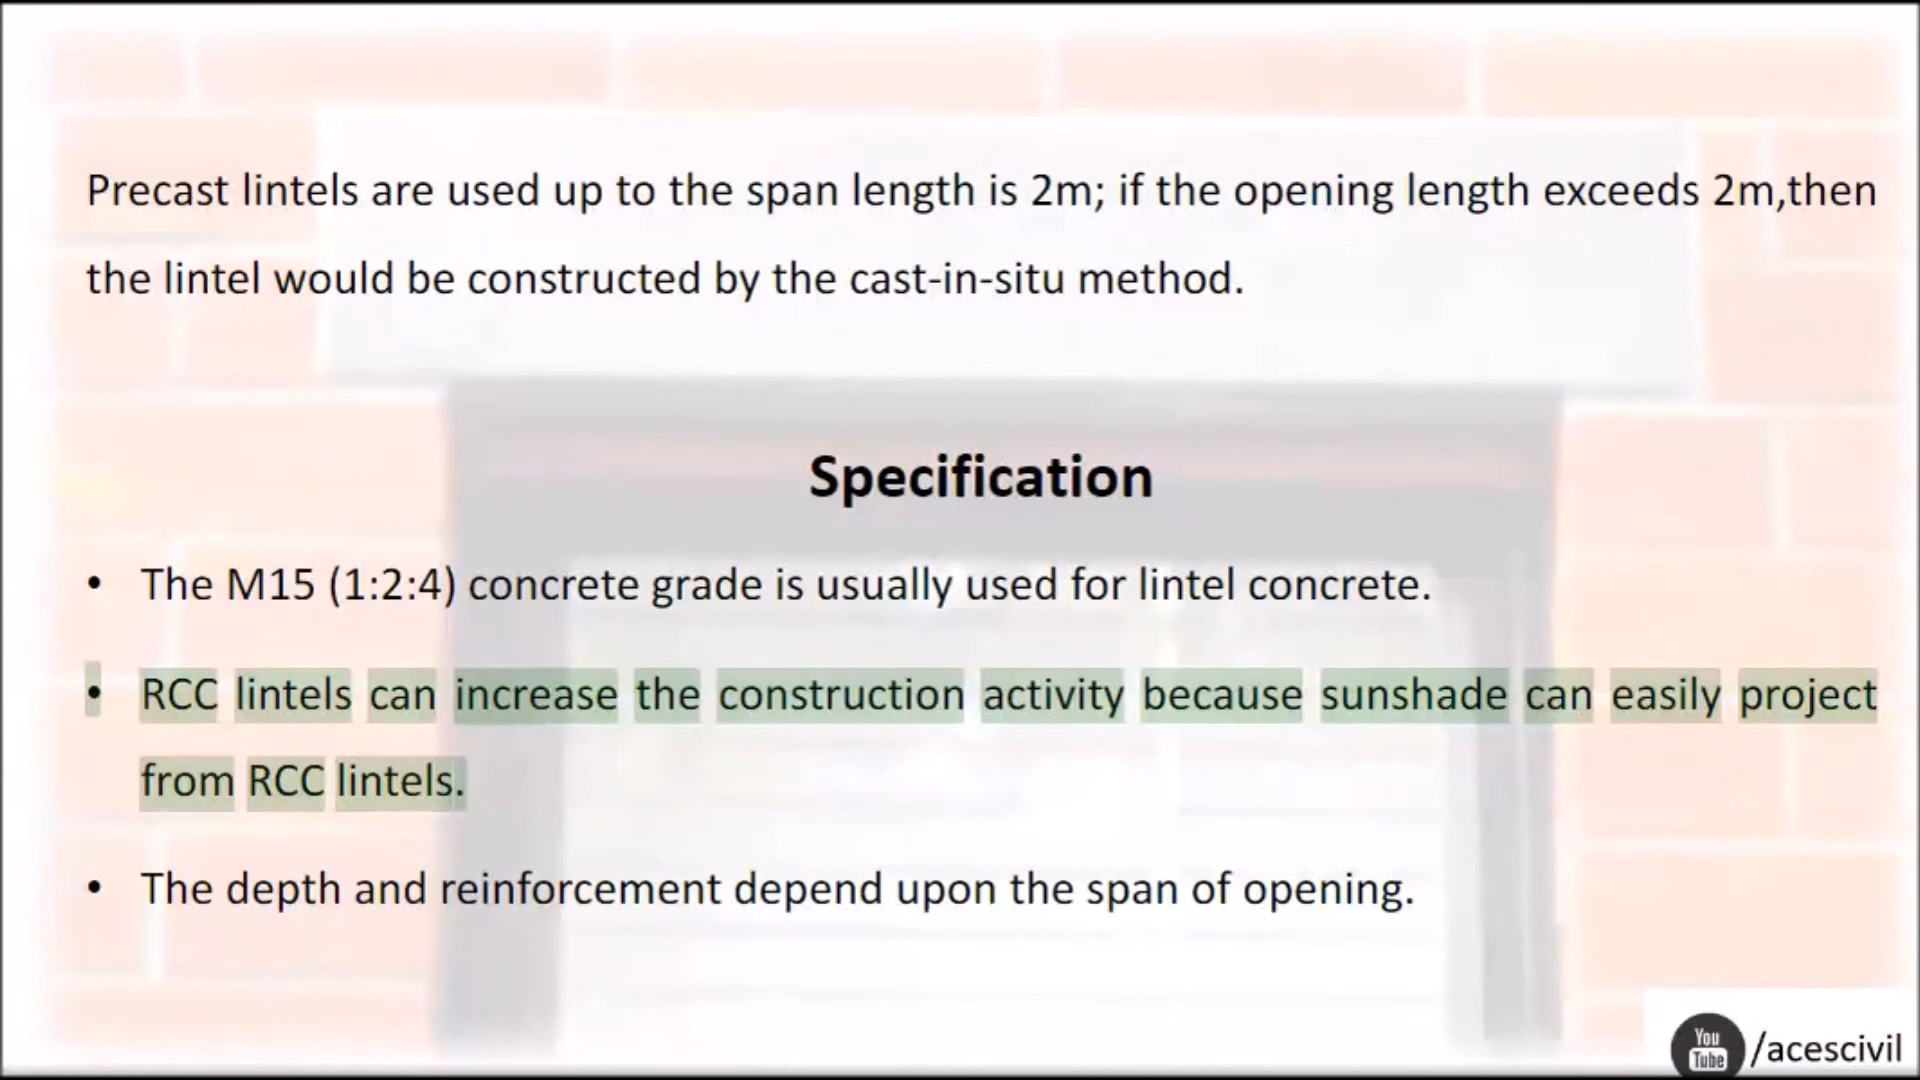 Precast lintels are used up to the span length is 2m; if the opening length exceeds 2m,then
the lintel would be constructed by the cast-in-situ method.
Specification
• The M15 (1:2:4) concrete grade is usually used for lintel concrete.
• RCC lintels can increase the construction activity because sunshade can easily project
from RCC lintels.
• The depth and reinforcement depend upon the span of opening.
You
Tube /acescivil